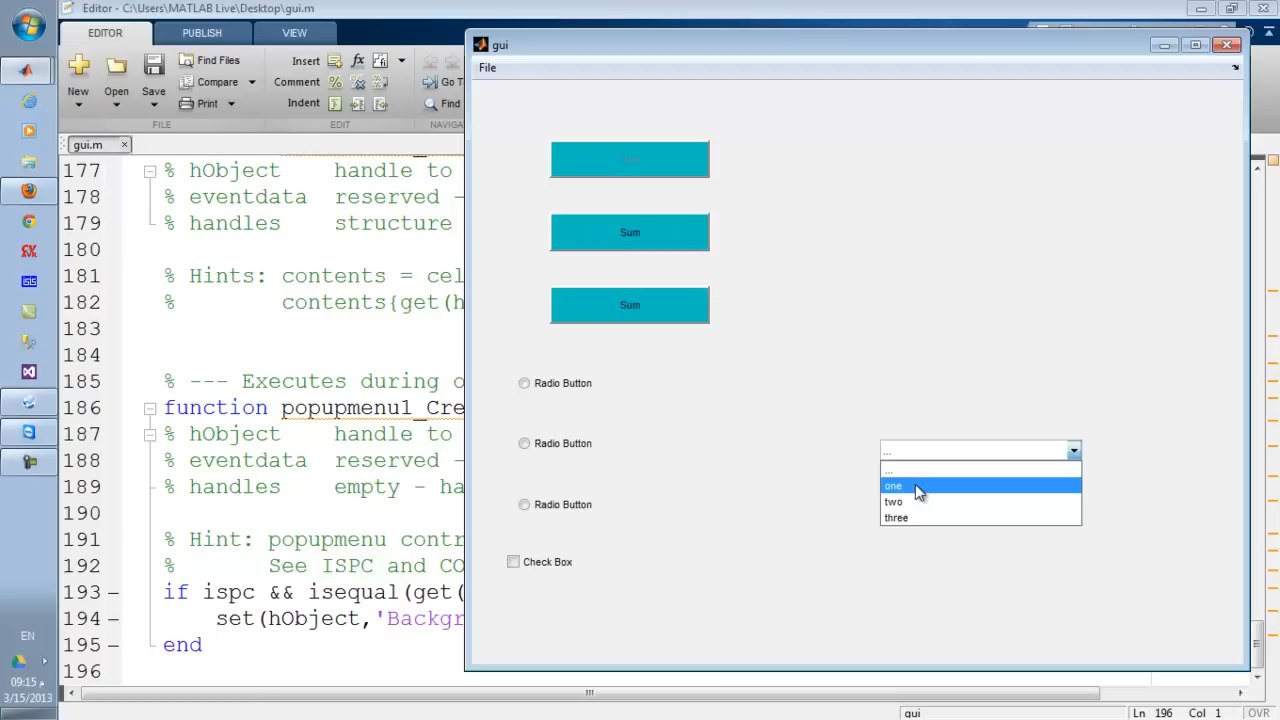 Editor - C:\Users\MATLAB Live\Desktop\gui.m
EDITOR
PUBLISH
VIEW
New
Open
Save
Find Files
Compare
Print
Insert
Comment
Indent
Go T
Find
FILE
EDIT
NAVIGA
gui.m
177 % hObject handle to
178 % eventdata reserved -
179 % handles structure
180
181 % Hints: contents = cel
182 % contents{get(h
183
184
185 % --- Executes during o
186 function popupmenu1_Cre
187 % hObject handle to
188 % eventdata reserved -
189 % handles empty - ha
190
191 % Hint: popupmenu contr
192 % See ISPC and CO
193 if ispc && isequal(get(
194 set(hObject,'Backgr
195 end
196
gui
File
Sum
Sum
Radio Button
Radio Button
Radio Button
Check Box
...
...
one
two
three
EN
09:15 م
3/15/2013
gui
Ln 196 Col 1
OVR